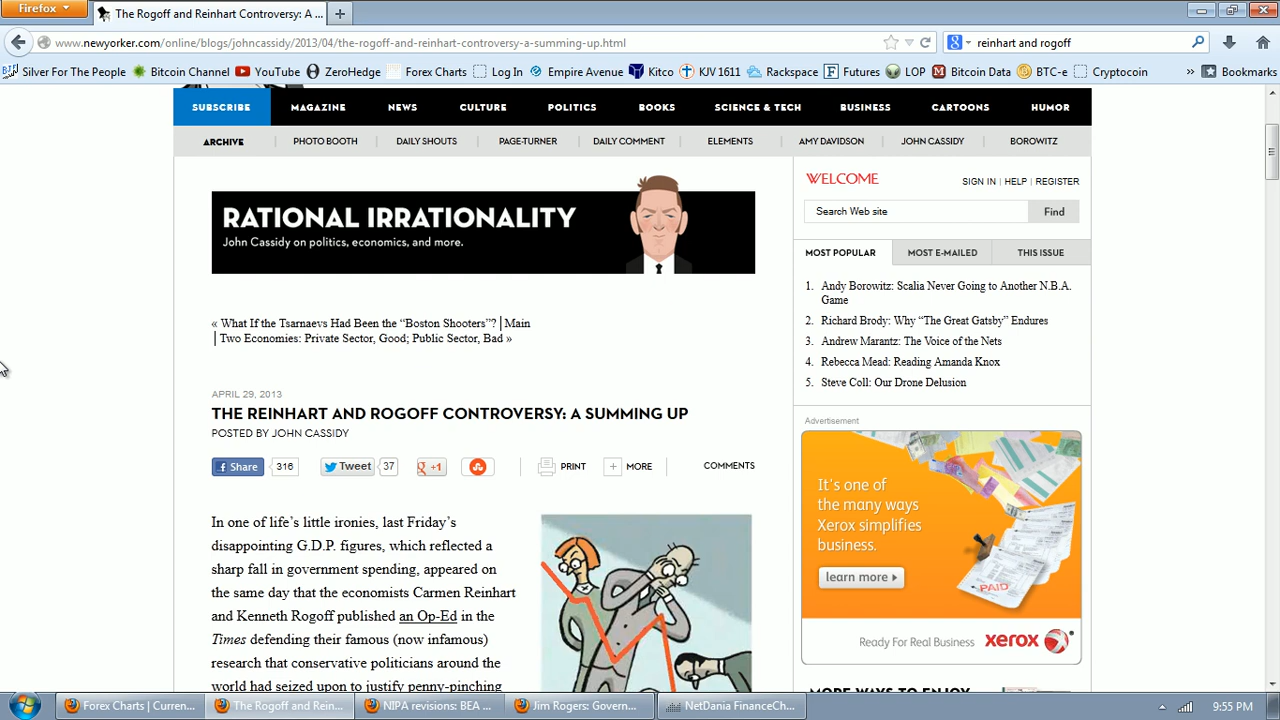 Firefox
The Rogoff and Reinhart Controversy: A ...
www.newyorker.com/online/blogs/johncassidy/2013/04/the-rogoff-and-reinhart-controversy-a-summing-up.html
reinhart and rogoff
Silver For The People
Bitcoin Channel
YouTube
ZeroHedge
Forex Charts
Log In
Empire Avenue
Kitco
KJV 1611
Rackspace
Futures
LOP
Bitcoin Data
BTC-e
Cryptocoin
»
Bookmarks
SUBSCRIBE
MAGAZINE
NEWS
CULTURE
POLITICS
BOOKS
SCIENCE & TECH
BUSINESS
CARTOONS
HUMOR
ARCHIVE
PHOTO BOOTH
DAILY SHOUTS
PAGE-TURNER
DAILY COMMENT
ELEMENTS
AMY DAVIDSON
JOHN CASSIDY
BOROWITZ
RATIONAL IRRATIONALITY
John Cassidy on politics, economics, and more.
« What If the Tsarnaevs Had Been the “Boston Shooters”? | Main
| Two Economies: Private Sector, Good; Public Sector, Bad »
APRIL 29, 2013
THE REINHART AND ROGOFF CONTROVERSY: A SUMMING UP
POSTED BY JOHN CASSIDY
Share 316
Tweet 37
+1
PRINT
+ MORE
COMMENTS
In one of life’s little ironies, last Friday’s
disappointing G.D.P. figures, which reflected a
sharp fall in government spending, appeared on
the same day that the economists Carmen Reinhart
and Kenneth Rogoff published an Op-Ed in the
Times defending their famous (now infamous)
research that conservative politicians around the
world had seized upon to justify penny-pinching
WELCOME
SIGN IN | HELP | REGISTER
Search Web site
Find
MOST POPULAR
MOST E-MAILED
THIS ISSUE
1. Andy Borowitz: Scalia Never Going to Another N.B.A.
Game
2. Richard Brody: Why “The Great Gatsby” Endures
3. Andrew Marantz: The Voice of the Nets
4. Rebecca Mead: Reading Amanda Knox
5. Steve Coll: Our Drone Delusion
Advertisement
It's one of
the many ways
Xerox simplifies
business.
learn more
PAID
Ready For Real Business xerox
MORE WAYS TO ENJOY
Forex Charts | Curren...
The Rogoff and Rein...
NIPA revisions: BEA ...
Jim Rogers: Govern...
NetDania FinanceCh...
9:55 PM